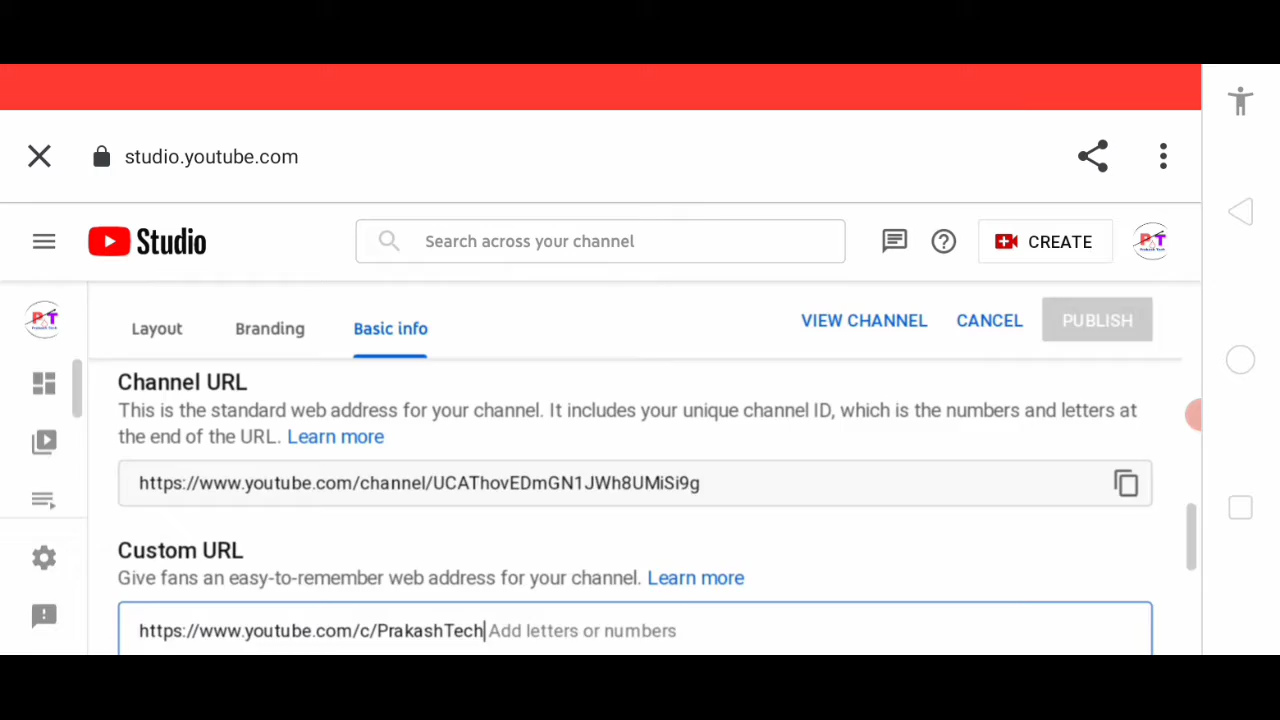 studio.youtube.com
Studio
Search across your channel
CREATE
Layout
Branding
Basic info
VIEW CHANNEL
CANCEL
PUBLISH
Channel URL
This is the standard web address for your channel. It includes your unique channel ID, which is the numbers and letters at
the end of the URL. Learn more
https://www.youtube.com/channel/UCAThovEDmGN1JWh8UMiSi9g
Custom URL
Give fans an easy-to-remember web address for your channel. Learn more
https://www.youtube.com/c/PrakashTech Add letters or numbers